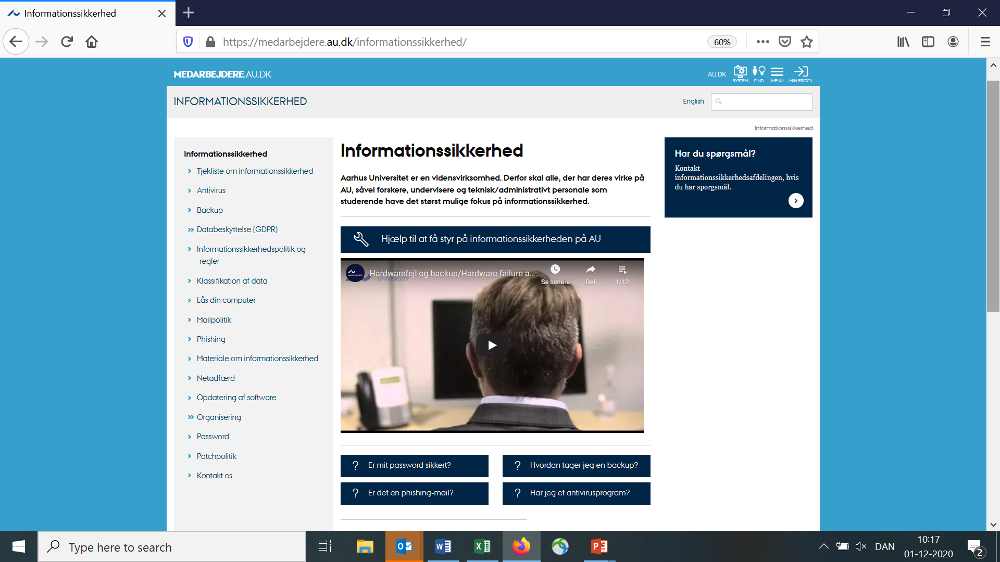 Informationssikkerhed
https://medarbejdere.au.dk/informationssikkerhed/
60%
MEDARBEJDERE.AU.DK
AU.DK
SYSTEM
FIND
MENU
MIN PROFIL
INFORMATIONSSIKKERHED
English
Informationssikkerhed
Informationssikkerhed
Tjekliste om informationssikkerhed
Antivirus
Backup
Databeskyttelse (GDPR)
Informationssikkerhedspolitik og
-regler
Klassifikation af data
Lås din computer
Mailpolitik
Phishing
Materiale om informationssikkerhed
Netadfærd
Opdatering af software
Organisering
Password
Patchpolitik
Kontakt os
Informationssikkerhed
Aarhus Universitet er en vidensvirksomhed. Derfor skal alle, der har deres virke på
AU, såvel forskere, undervisere og teknisk/administrativt personale som
studerende have det størst mulige fokus på informationssikkerhed.
Hjælp til at få styr på informationssikkerheden på AU
Hardwarefejl og backup/Hardware failure a...
UNIVERSITY
Se senere
Del
1/12
? Er mit password sikkert?
? Hvordan tager jeg en backup?
? Er det en phishing-mail?
? Har jeg et antivirusprogram?
Har du spørgsmål?
Kontakt
informationssikkerhedsafdelingen, hvis
du har spørgsmål.
Type here to search
DAN
10:17
01-12-2020
2